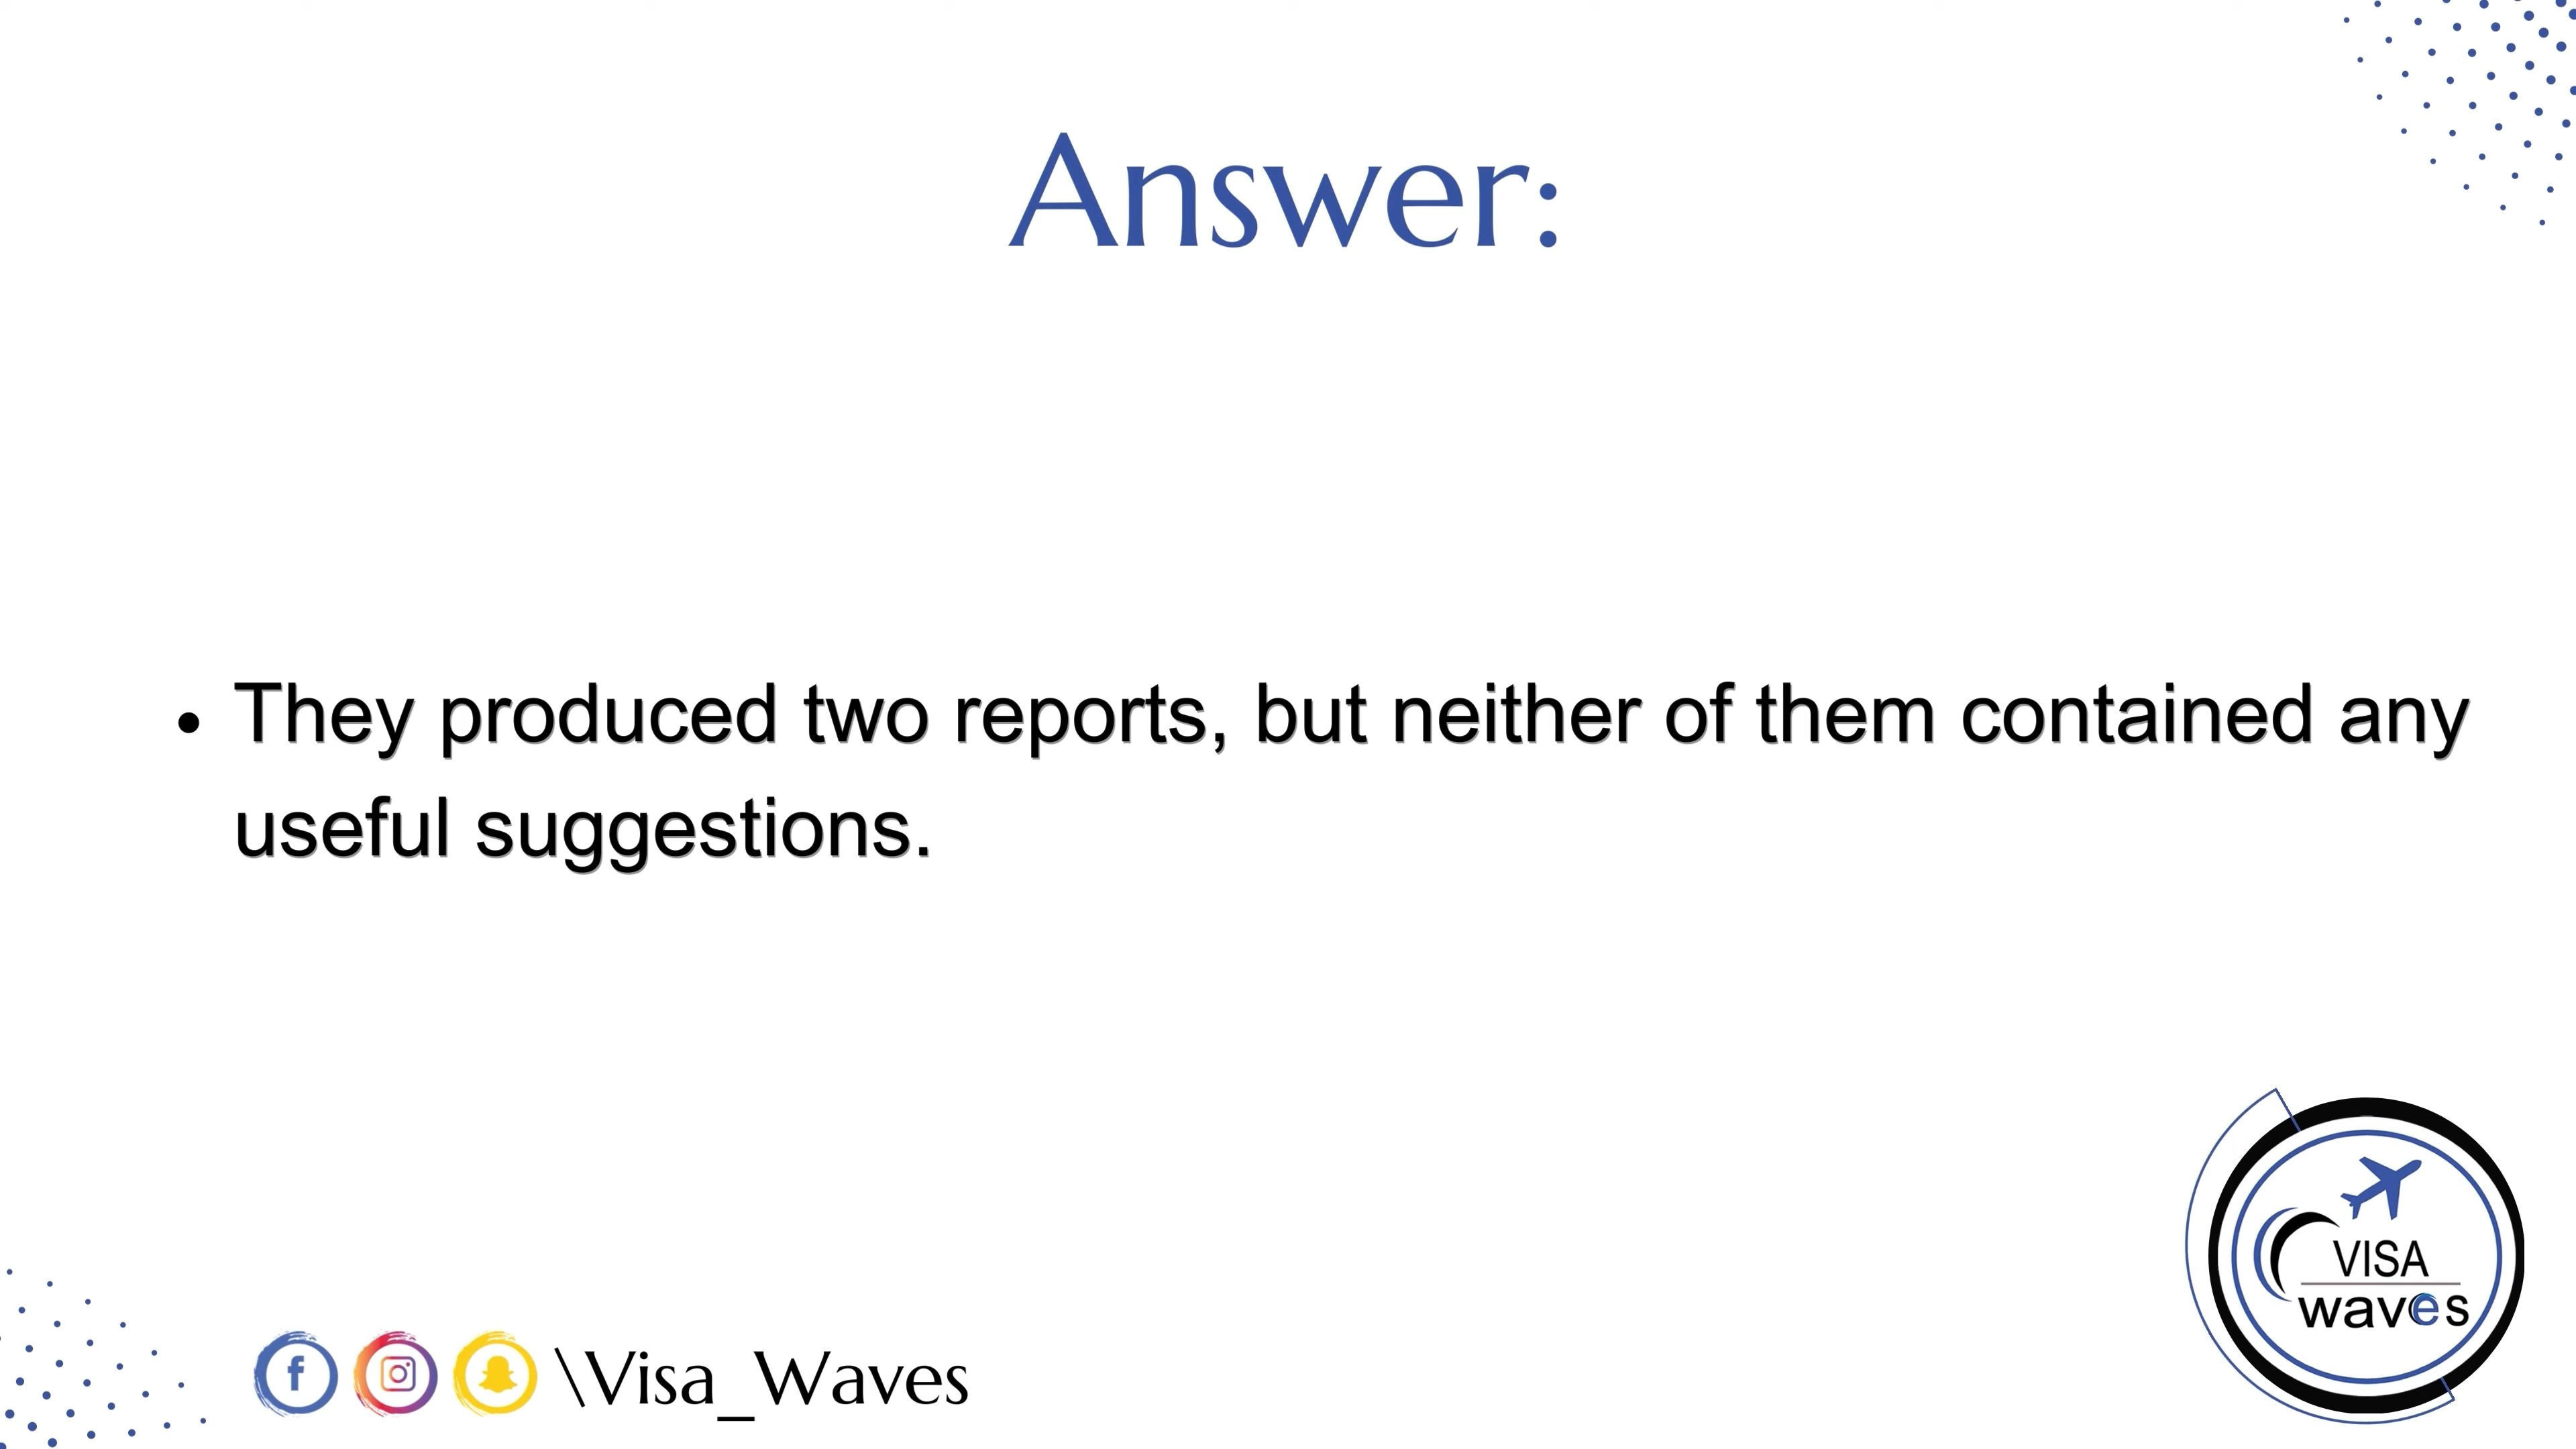 Answer:
• They produced two reports, but neither of them contained any
useful suggestions.
VISA
waves
\Visa_Waves